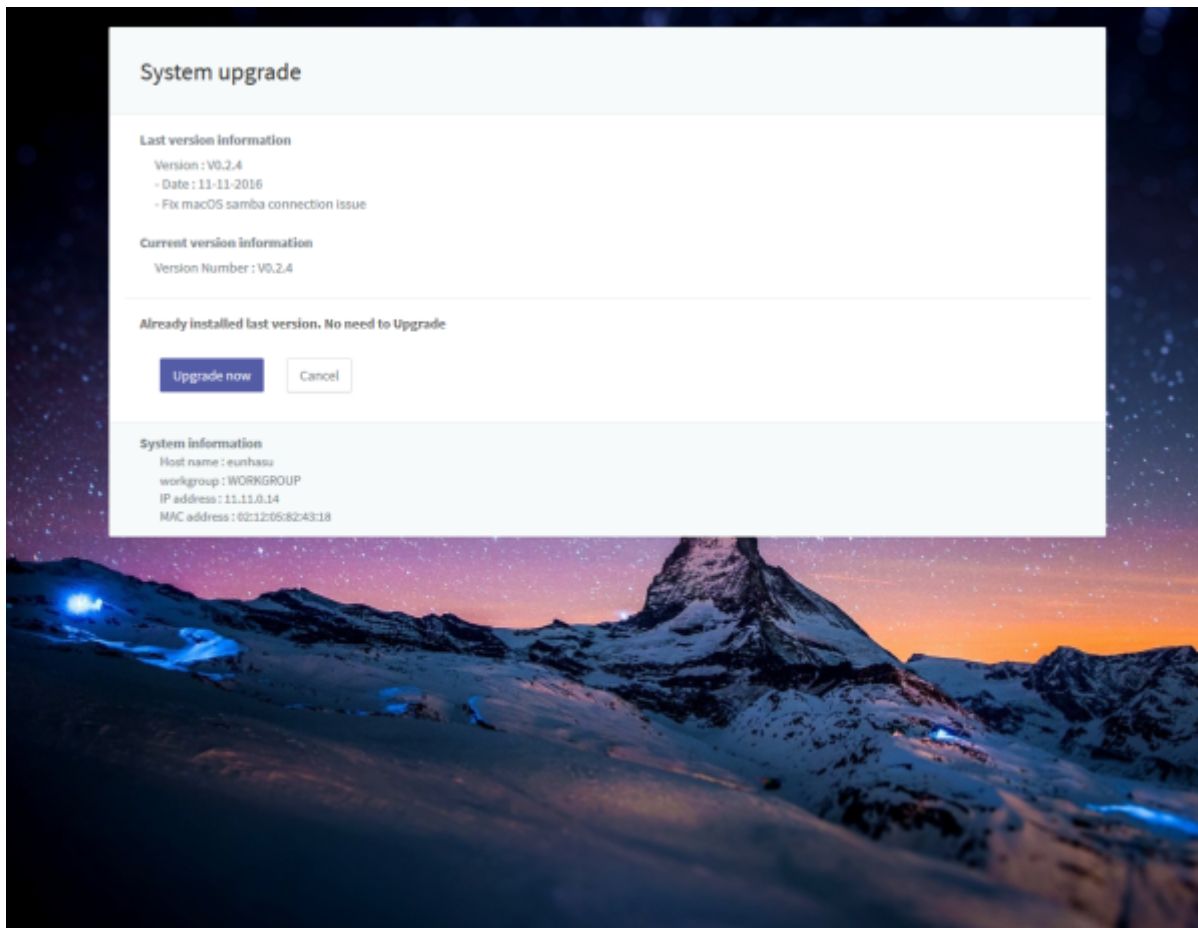 System upgrade
Last version information
Version : V0.2.4
- Date : 11-11-2016
- Fix macOS samba connection issue
Current version information
Version Number : V0.2.4
Already installed last version. No need to Upgrade
Upgrade now
Cancel
System information
Host name : eunhasu
workgroup : WORKGROUP
IP address : 11.11.0.14
MAC address : 02:12:05:82:43:18